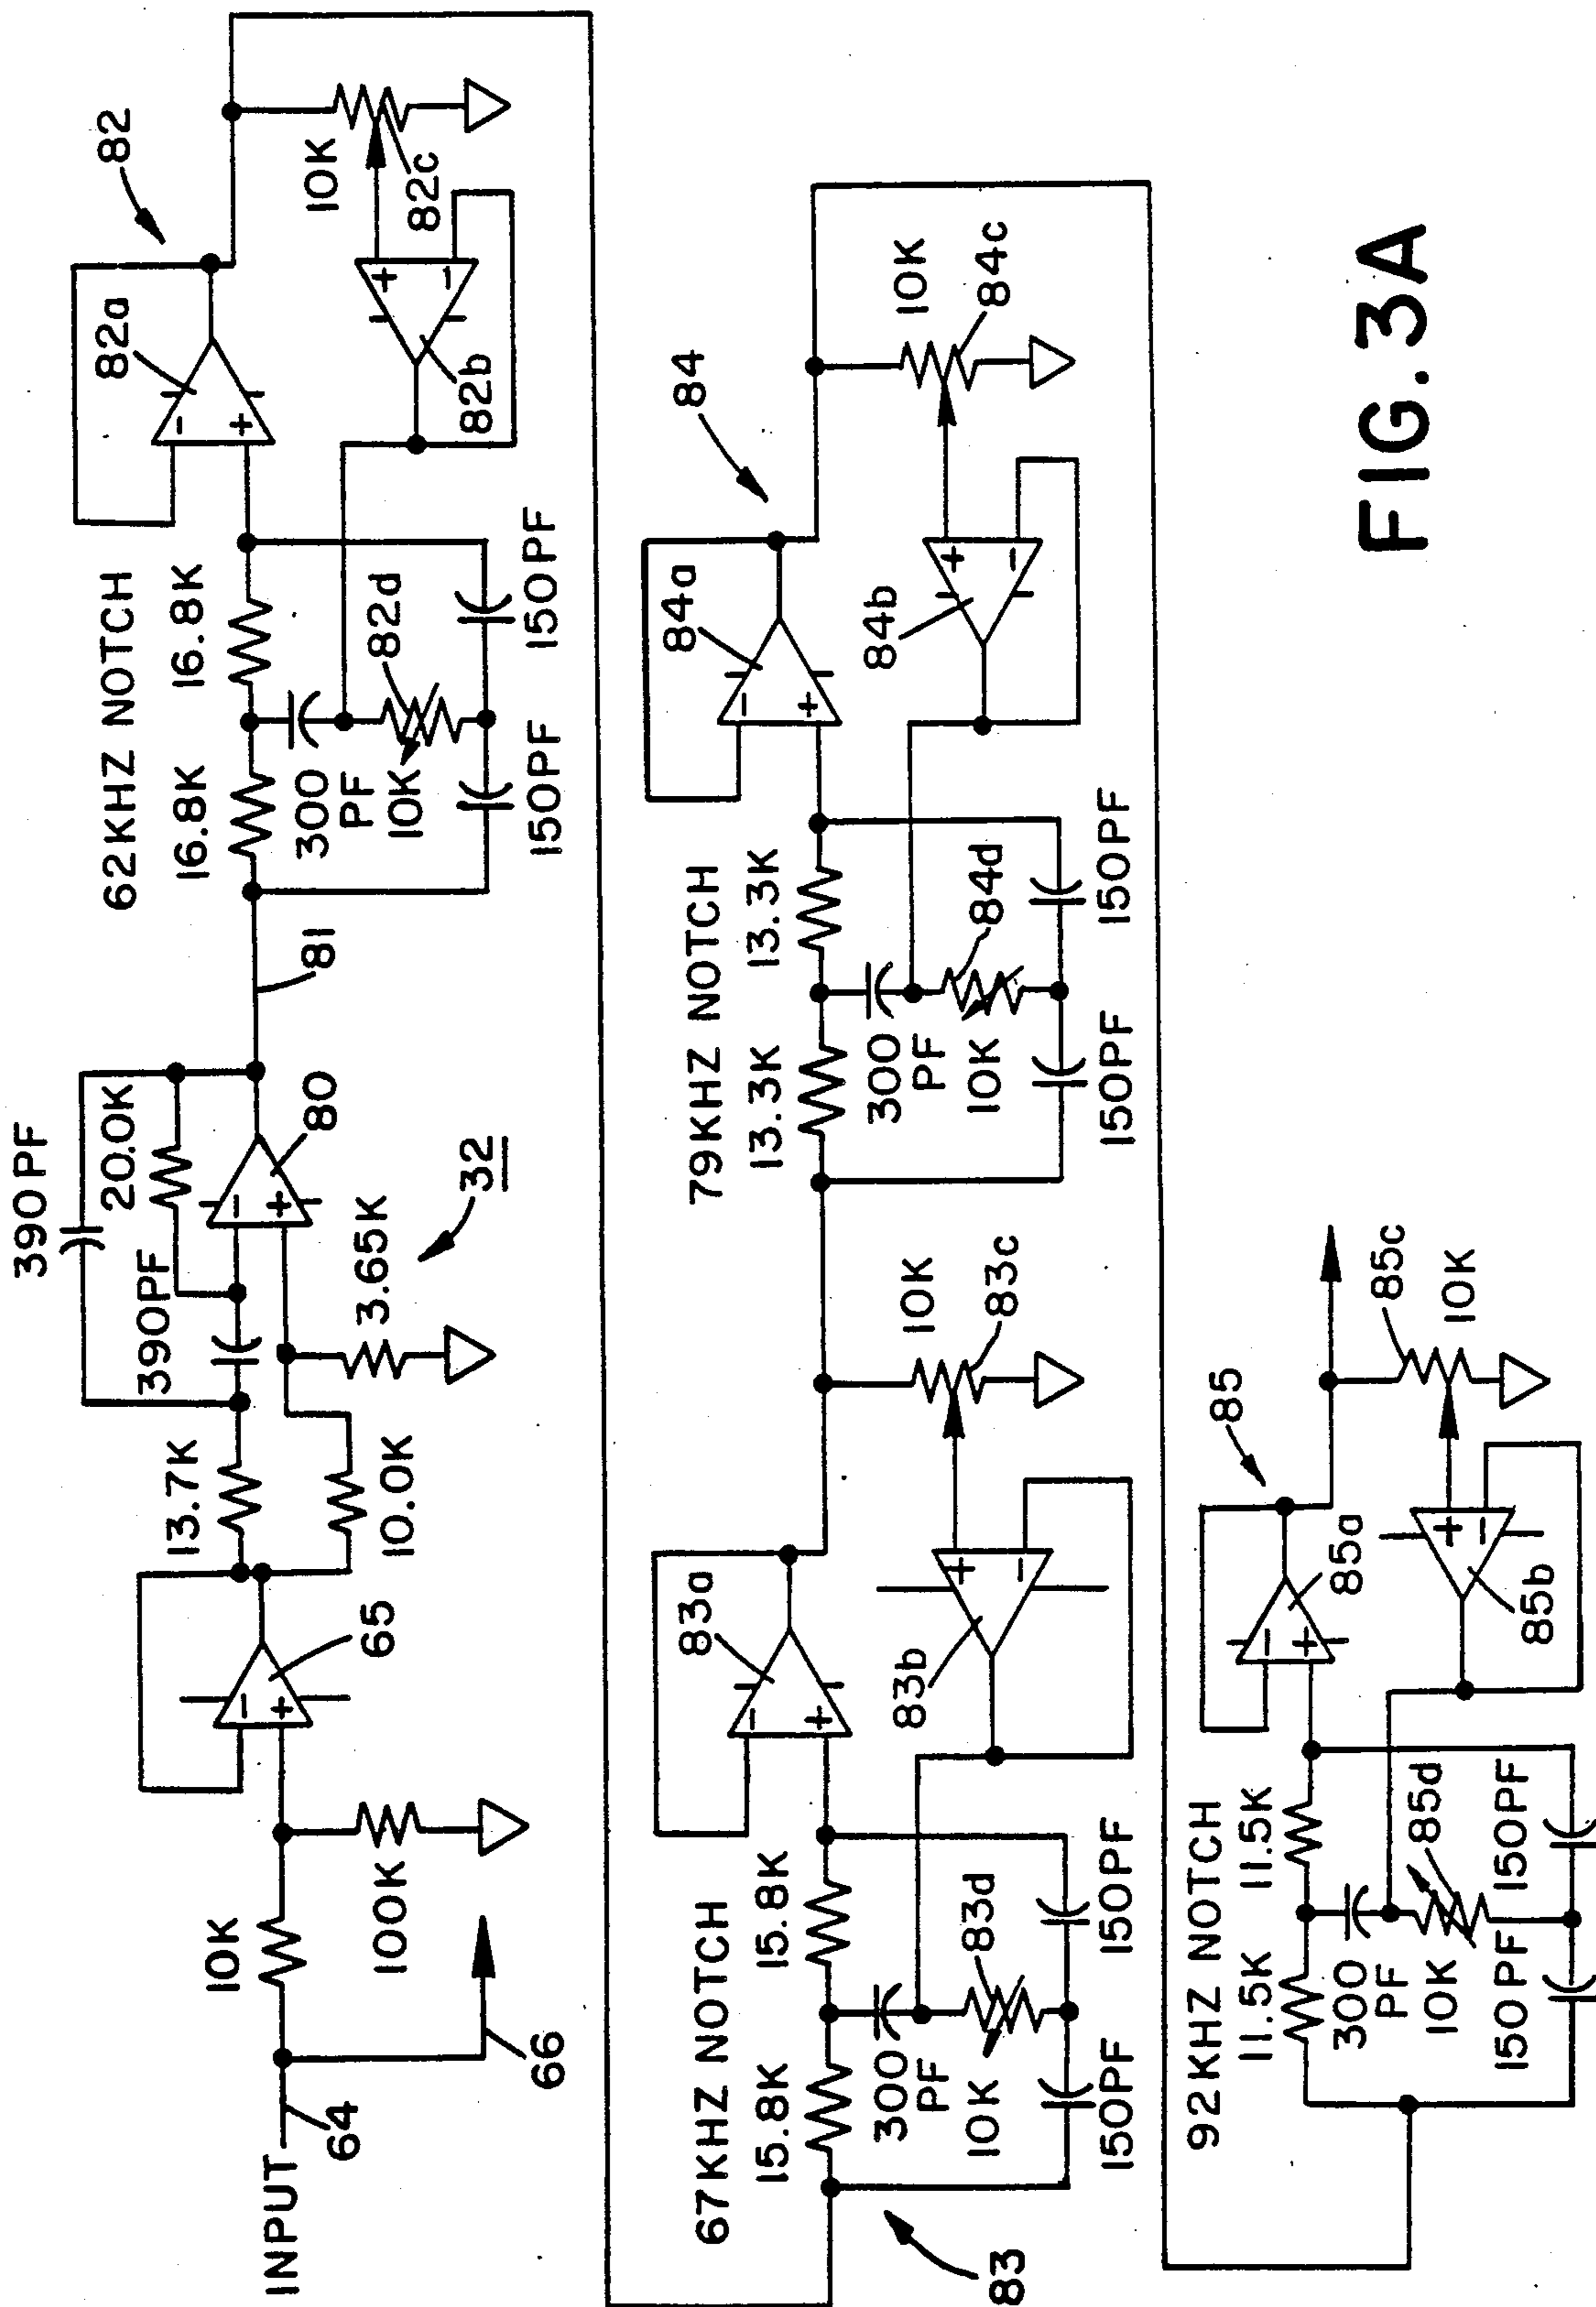 INPUT
64
66
10K
100K
65
13.7K
10.0K
390PF
390PF
20.0K
3.65K
80
32
81
62KHZ NOTCH
16.8K
16.8K
300
PF
10K
82d
150PF
150PF
82a
82
82b
10K
82c
83
67KHZ NOTCH
15.8K
15.8K
300
PF
10K
83d
150PF
150PF
83a
83b
10K
83c
79KHZ NOTCH
13.3K
13.3K
300
PF
10K
84d
150PF
150PF
84a
84
84b
10K
84c
92KHZ NOTCH
11.5K
11.5K
300
PF
10K
85d
150PF
150PF
85a
85
85b
85c
10K
FIG. 3A